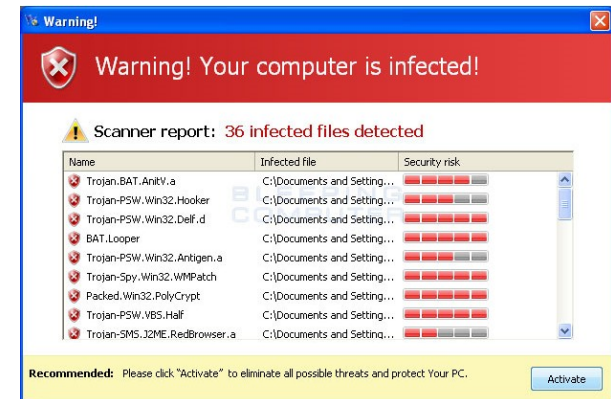 Warning!
Warning! Your computer is infected!
Scanner report: 36 infected files detected
Name Infected file Security risk
Trojan.BAT.AnitV.a C:\Documents and Setting...
Trojan-PSW.Win32.Hooker C:\Documents and Setting...
Trojan-PSW.Win32.Delf.d C:\Documents and Setting...
BAT.Looper C:\Documents and Setting...
Trojan-PSW.Win32.Antigen.a C:\Documents and Setting...
Trojan-Spy.Win32.WMPatch C:\Documents and Setting...
Packed.Win32.PolyCrypt C:\Documents and Setting...
Trojan-PSW.VBS.Half C:\Documents and Setting...
Trojan-SMS.J2ME.RedBrowser.a C:\Documents and Setting...
BLEEPING
COMPUTER
Recommended: Please click "Activate" to eliminate all possible threats and protect Your PC.
Activate